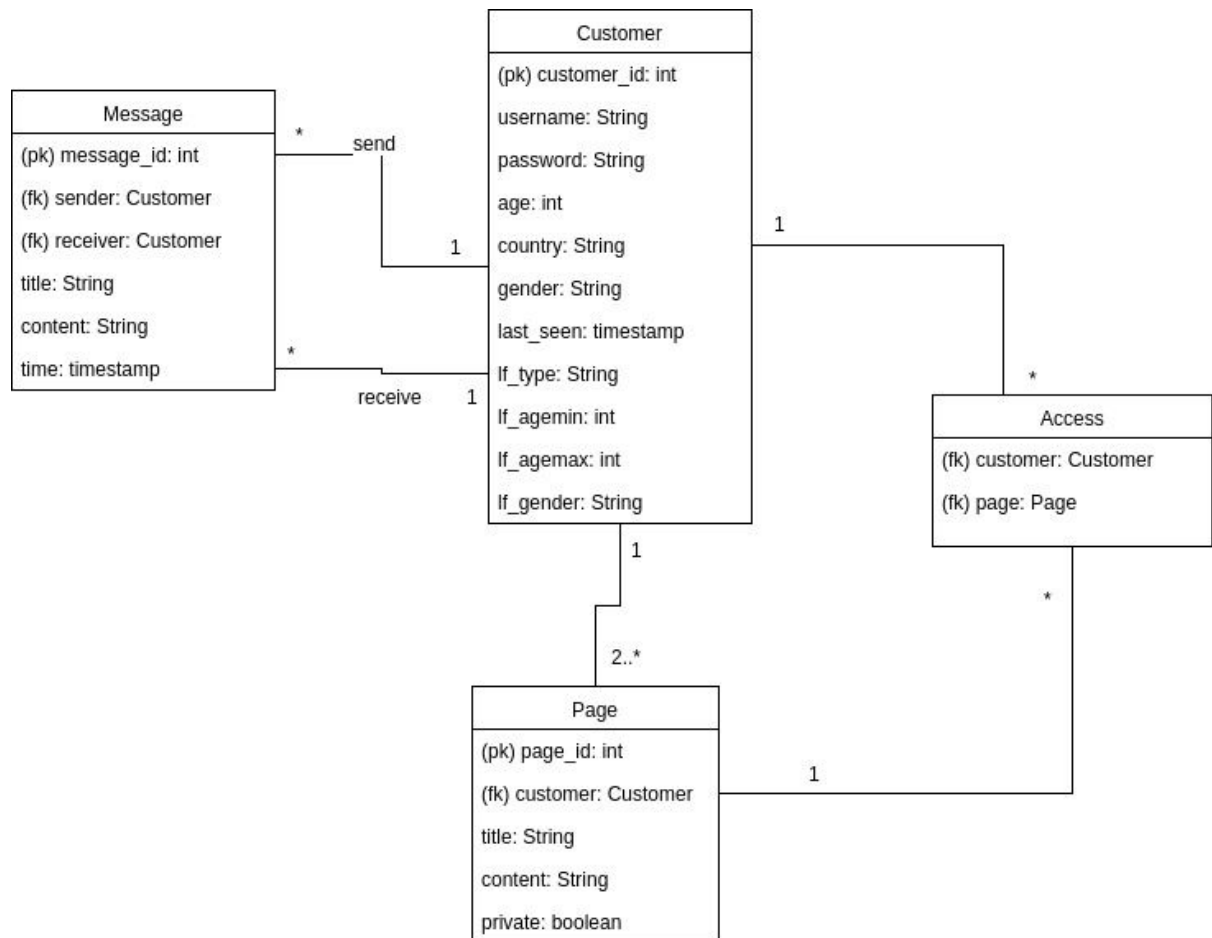 Customer
(pk) customer_id: int
username: String
password: String
age: int
country: String
gender: String
last_seen: timestamp
lf_type: String
lf_agemin: int
lf_agemax: int
lf_gender: String
Message
(pk) message_id: int
(fk) sender: Customer
(fk) receiver: Customer
title: String
content: String
time: timestamp
*
send
1
*
receive
1
1
*
Access
(fk) customer: Customer
(fk) page: Page
*
1
1
2..*
Page
(pk) page_id: int
(fk) customer: Customer
title: String
content: String
private: boolean